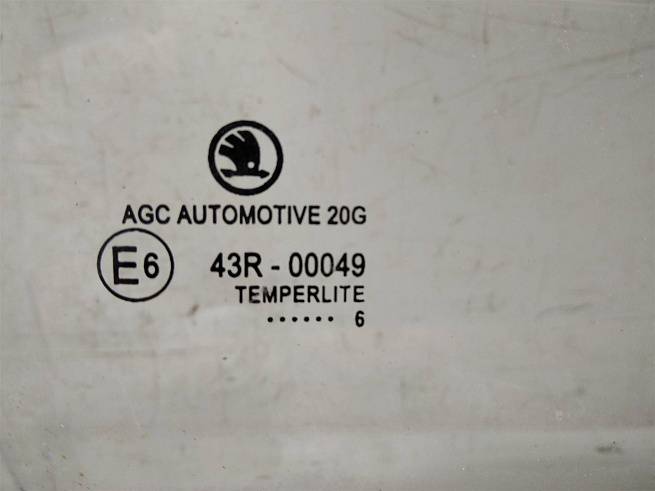 AGC AUTOMOTIVE 20G
E6 43R - 00049
TEMPERLITE
...... 6